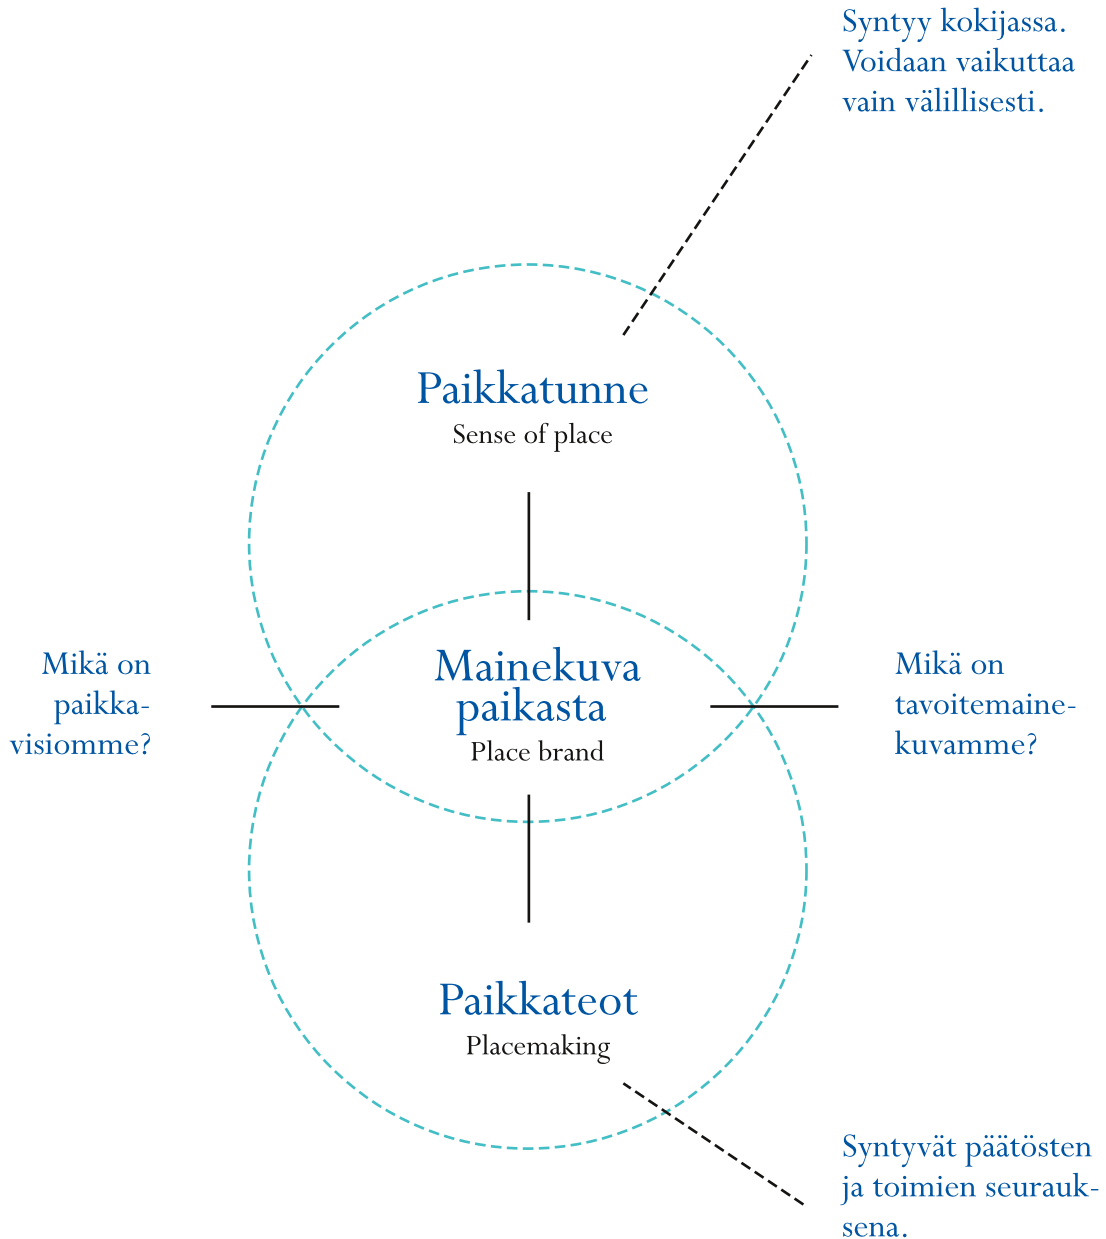 Syntyy kokijassa.
Voidaan vaikuttaa
vain välillisesti.
Paikkatunne
Sense of place
Mikä on
paikka-
visiomme?
Mainekuva
paikasta
Place brand
Mikä on
tavoitemaine-
kuvamme?
Paikkateot
Placemaking
Syntyvät päätösten
ja toimien seurauk-
sena.